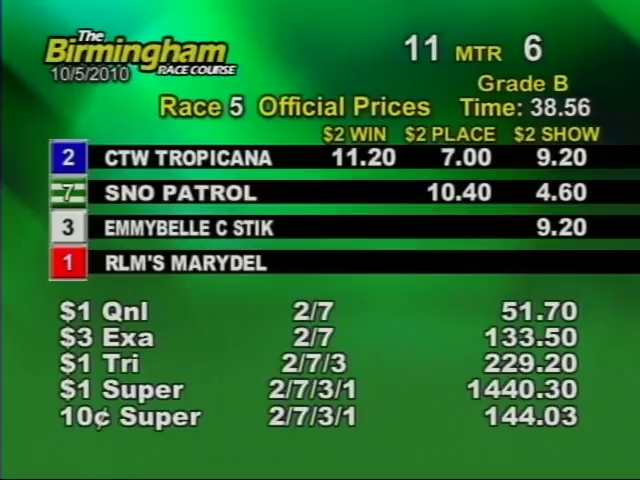 The
Birmingham
RACE COURSE
10/5/2010
11 MTR 6
Grade B
Race 5 Official Prices Time: 38.56
$2 WIN $2 PLACE $2 SHOW
2 CTW TROPICANA 11.20 7.00 9.20
7 SNO PATROL 10.40 4.60
3 EMMYBELLE C STIK 9.20
1 RLM'S MARYDEL
$1 Qnl 2/7 51.70
$3 Exa 2/7 133.50
$1 Tri 2/7/3 229.20
$1 Super 2/7/3/1 1440.30
10¢ Super 2/7/3/1 144.03